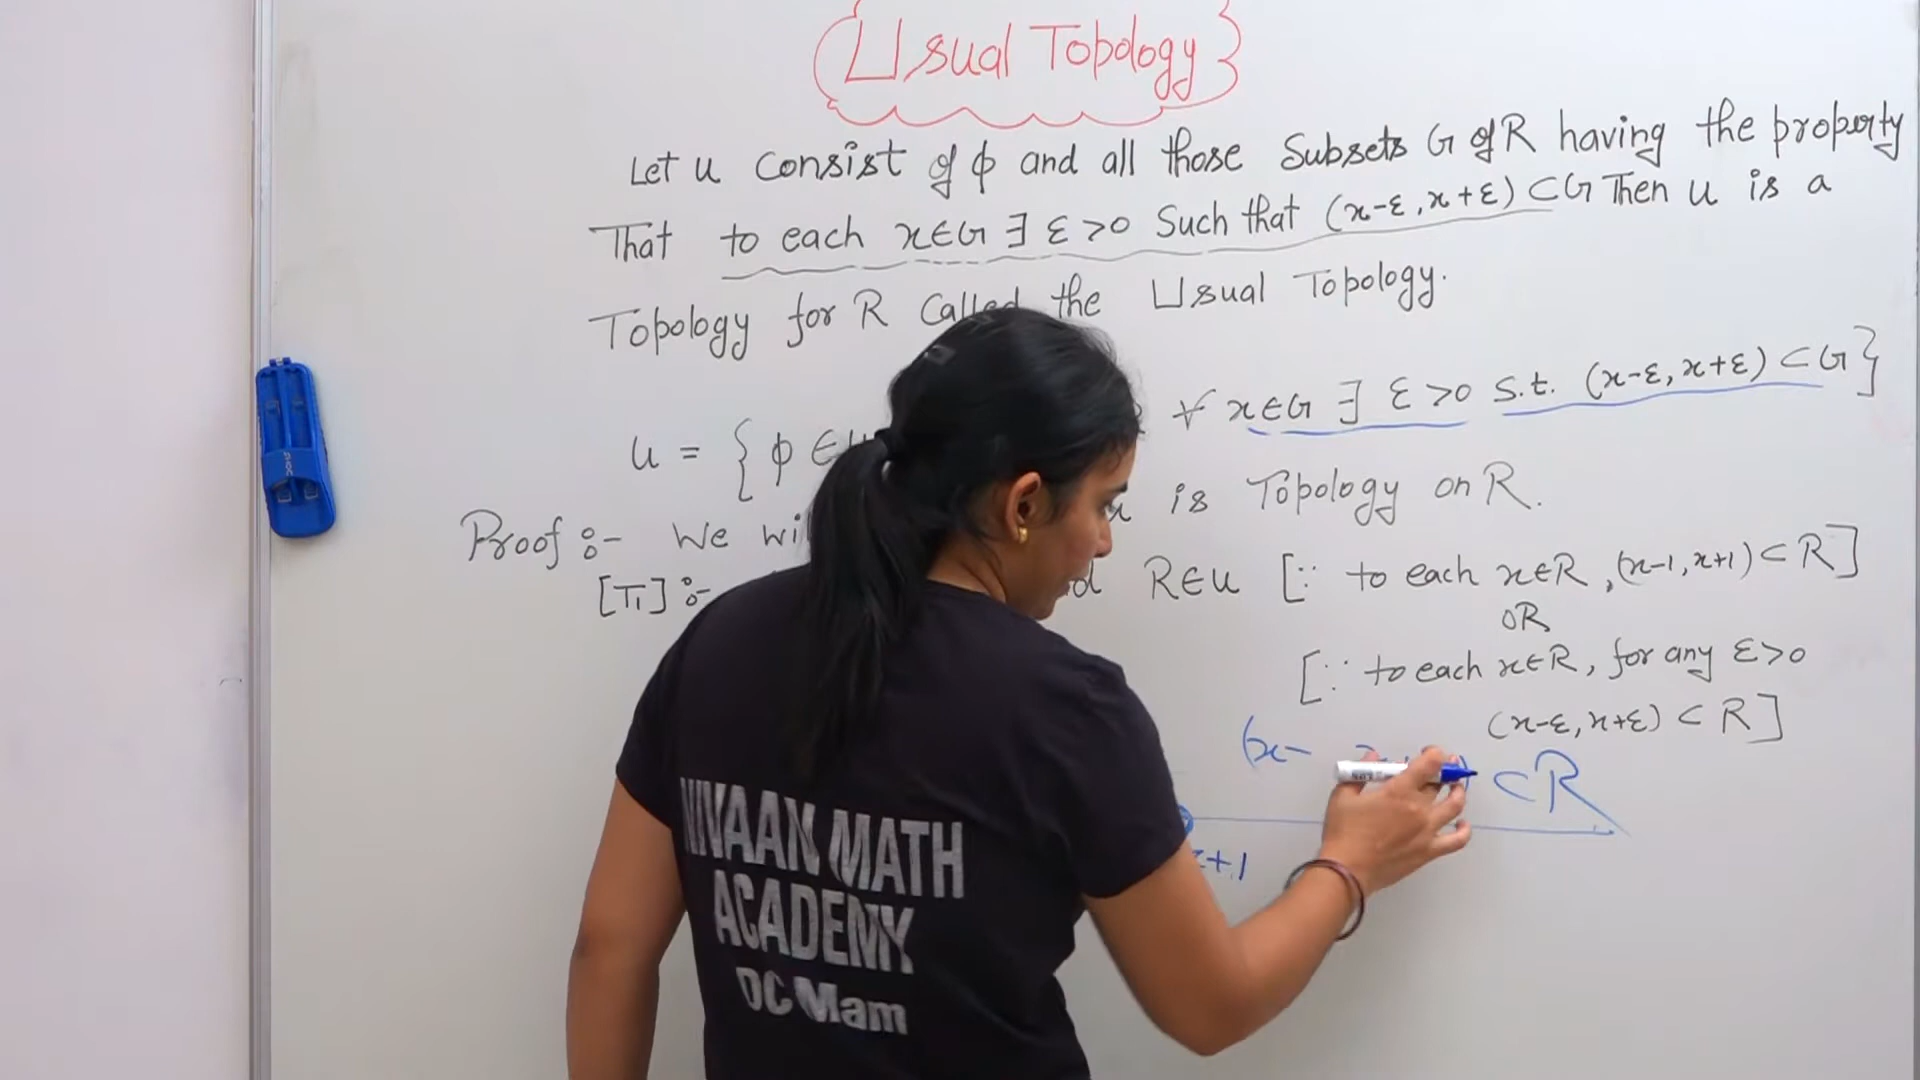 Usual Topology
Let U Consist of ϕ and all those Subsets G of R having the property
That to each x∈G ∃ ε>0 Such that (x-ε, x+ε) ⊂G Then U is a
Topology for R Called the Usual Topology.
U = { ϕ ∈ ∀ x∈G ∃ ε>0 S.t. (x-ε, x+ε) ⊂ G}
Proof :- We is Topology on R.
[T1] :- R∈U [∵ to each x∈R, (x-1, x+1) ⊂ R]
OR
[∵ to each x∈R, for any ε>0
(x-ε, x+ε) ⊂ R]
(x- ⊂R
x+1
NIVAAN MATH
ACADEMY
DC Mam